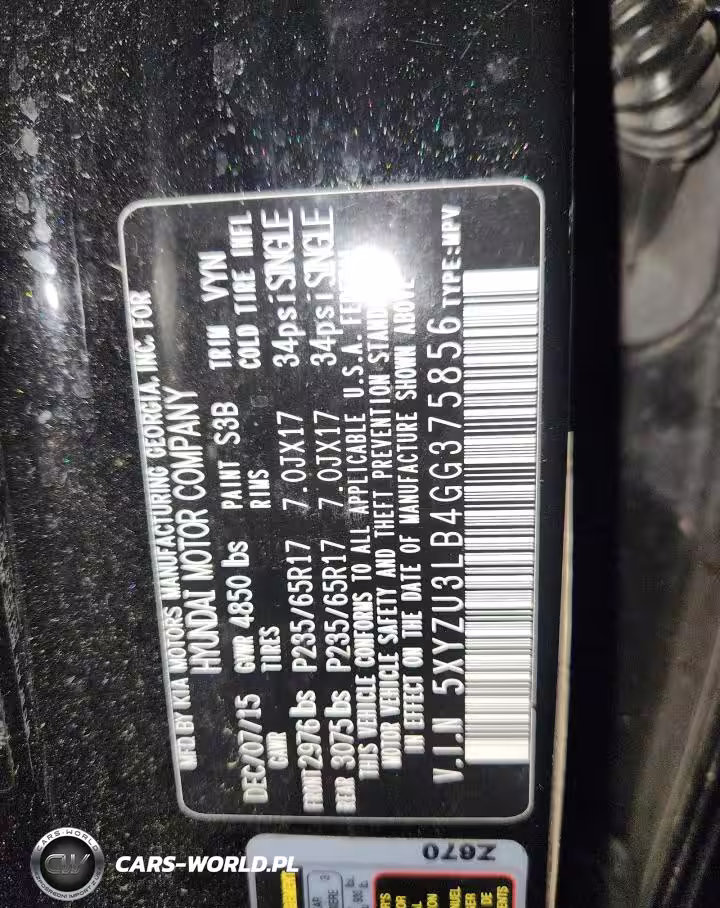 MFD BY KIA MOTORS MANUFACTURING GEORGIA, INC. FOR
HYUNDAI MOTOR COMPANY
DEC/07/15 GVWR 4850 lbs PAINT S3B TRIM VYN
GAWR TIRES RIMS COLD TIRE INFL
FRONT 2976 lbs P235/65R17 7.0JX17 34psi SINGLE
REAR 3075 lbs P235/65R17 7.0JX17 34psi SINGLE
THIS VEHICLE CONFORMS TO ALL APPLICABLE U.S.A.
MOTOR VEHICLE SAFETY AND THEFT PREVENTION
IN EFFECT ON THE DATE OF MANUFACTURE SHOWN ABOVE
V.I.N 5XYZU3LB4GG375856 TYPE:MPV
Z670
CARS-WORLD
CW
CARS-WORLD.PL